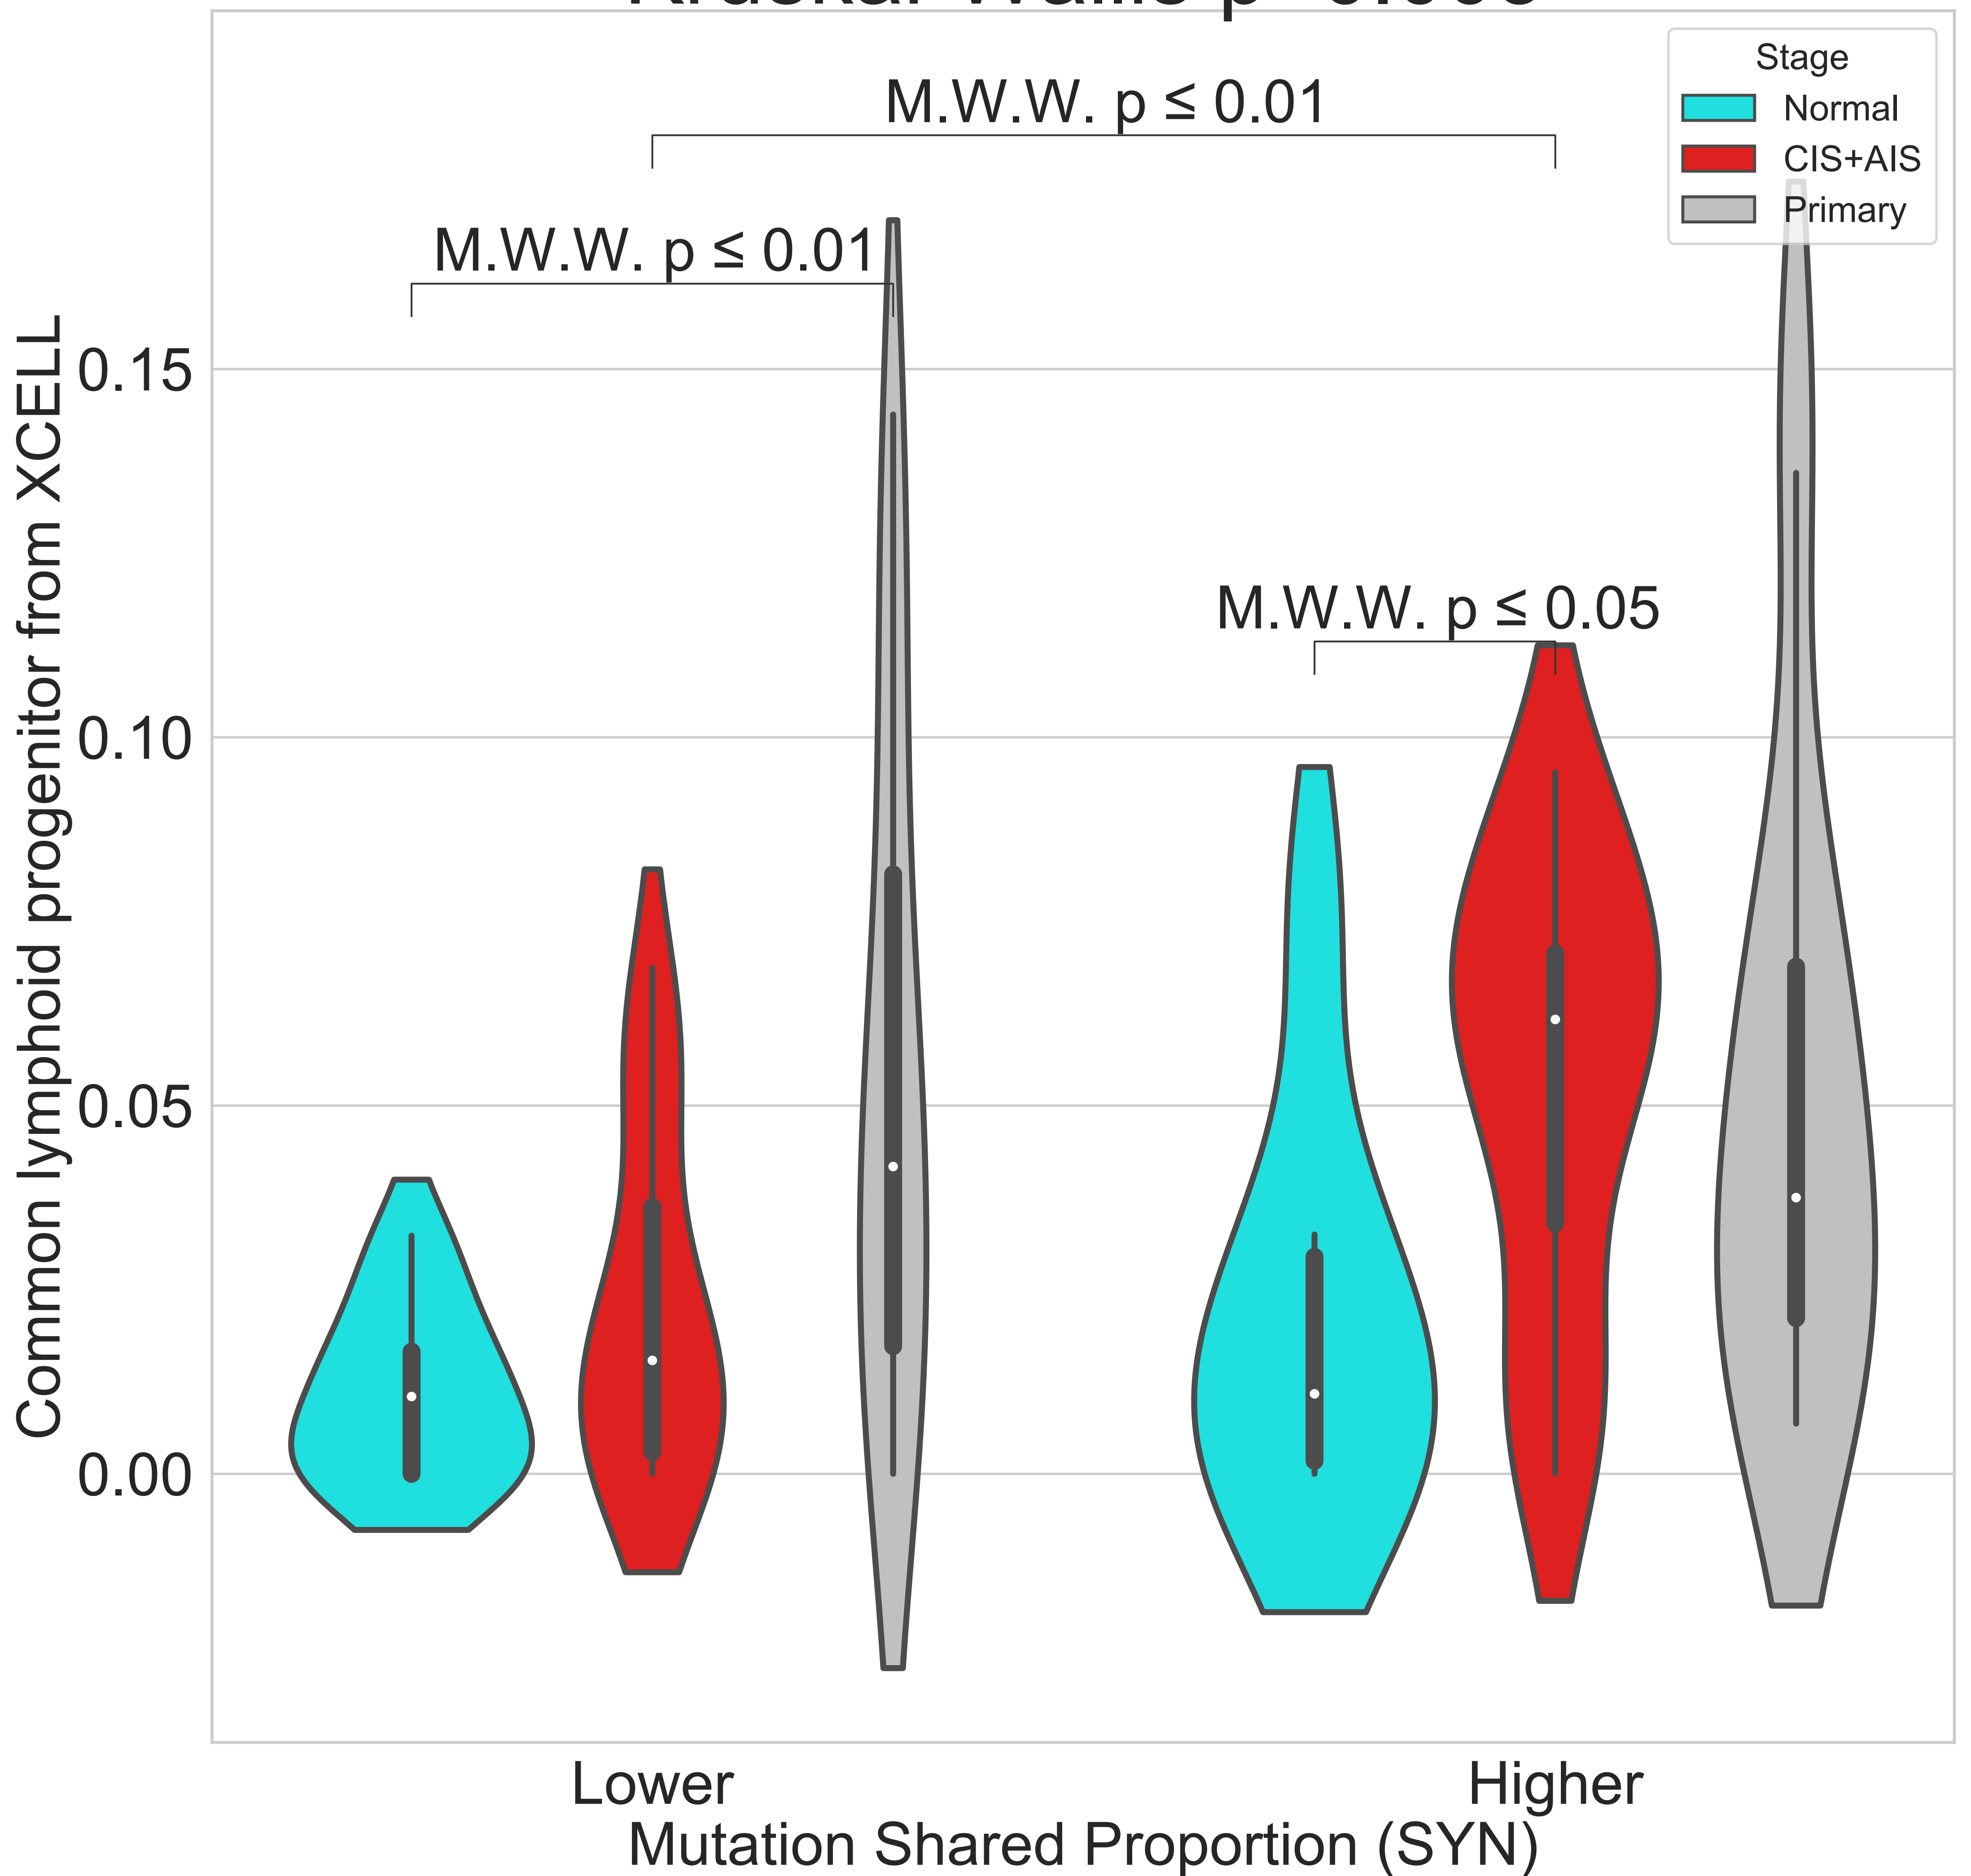 Stage
Normal
CIS+AIS
Primary
M.W.W. p ≤ 0.01
M.W.W. p ≤ 0.01
M.W.W. p ≤ 0.05
Common lymphoid progenitor from XCELL
0.15
0.10
0.05
0.00
Lower
Higher
Mutation Shared Proportion (SYN)